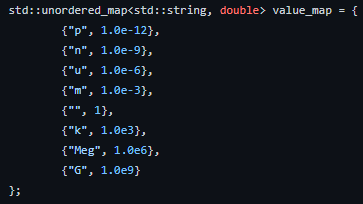 std::unordered_map<std::string, double> value_map = {
{"p", 1.0e-12},
{"n", 1.0e-9},
{"u", 1.0e-6},
{"m", 1.0e-3},
{"", 1},
{"k", 1.0e3},
{"Meg", 1.0e6},
{"G", 1.0e9}
};